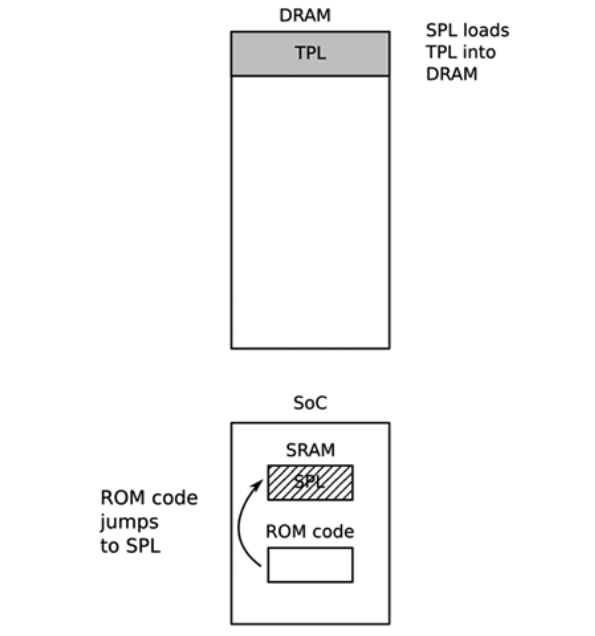 DRAM
TPL
SPL loads
TPL into
DRAM
SoC
SRAM
SPL
ROM code
jumps
to SPL
ROM code